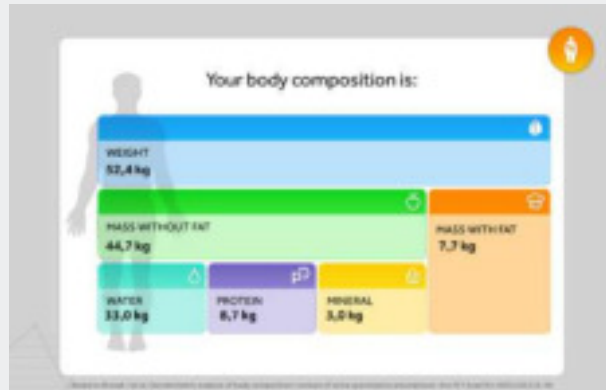 Your body composition is:
WEIGHT
52,4 kg
MASS WITHOUT FAT
44,7 kg
MASS WITH FAT
7,7 kg
WATER
33,0 kg
PROTEIN
8,7 kg
MINERAL
3,0 kg